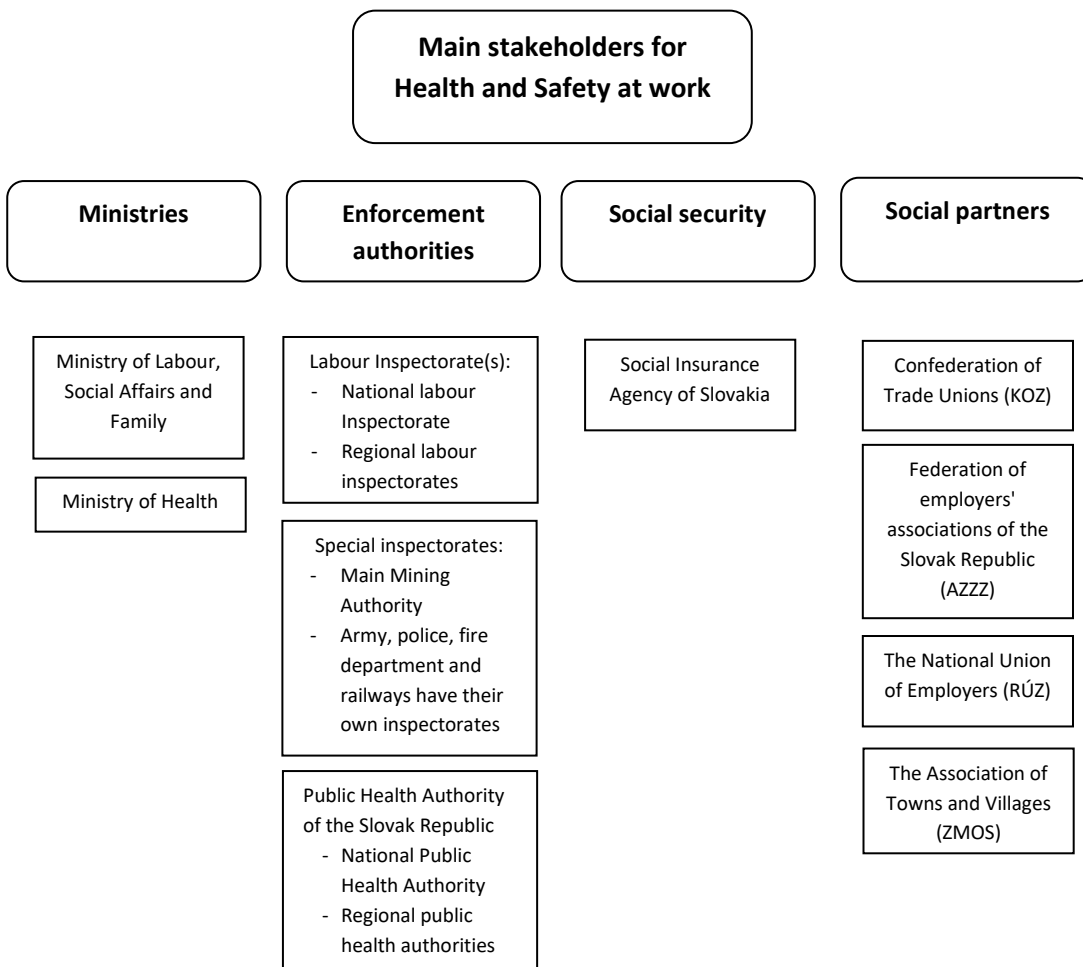 Main stakeholders for
Health and Safety at work
Ministries
Enforcement
authorities
Social security
Social partners
Ministry of Labour,
Social Affairs and
Family
Ministry of Health
Labour Inspectorate(s):
- National labour
Inspectorate
- Regional labour
inspectorates
Special inspectorates:
- Main Mining
Authority
- Army, police, fire
department and
railways have their
own inspectorates
Public Health Authority
of the Slovak Republic
- National Public
Health Authority
- Regional public
health authorities
Social Insurance
Agency of Slovakia
Confederation of
Trade Unions (KOZ)
Federation of
employers'
associations of the
Slovak Republic
(AZZZ)
The National Union
of Employers (RÚZ)
The Association of
Towns and Villages
(ZMOS)